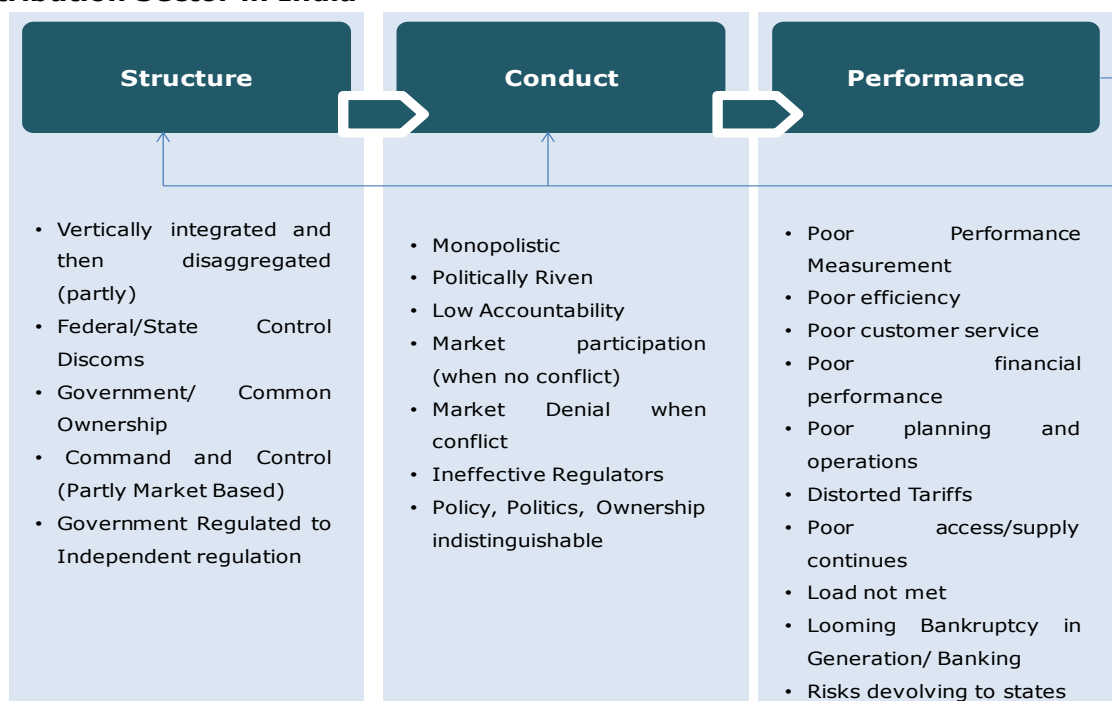 Structure
Conduct
Performance
• Vertically integrated and
then disaggregated
(partly)
• Federal/State Control
Discoms
• Government/ Common
Ownership
• Command and Control
(Partly Market Based)
• Government Regulated to
Independent regulation
• Monopolistic
• Politically Riven
• Low Accountability
• Market participation
(when no conflict)
• Market Denial when
conflict
• Ineffective Regulators
• Policy, Politics, Ownership
indistinguishable
• Poor Performance
Measurement
• Poor efficiency
• Poor customer service
• Poor financial
performance
• Poor planning and
operations
• Distorted Tariffs
• Poor access/supply
continues
• Load not met
• Looming Bankruptcy in
Generation/ Banking
• Risks devolving to states